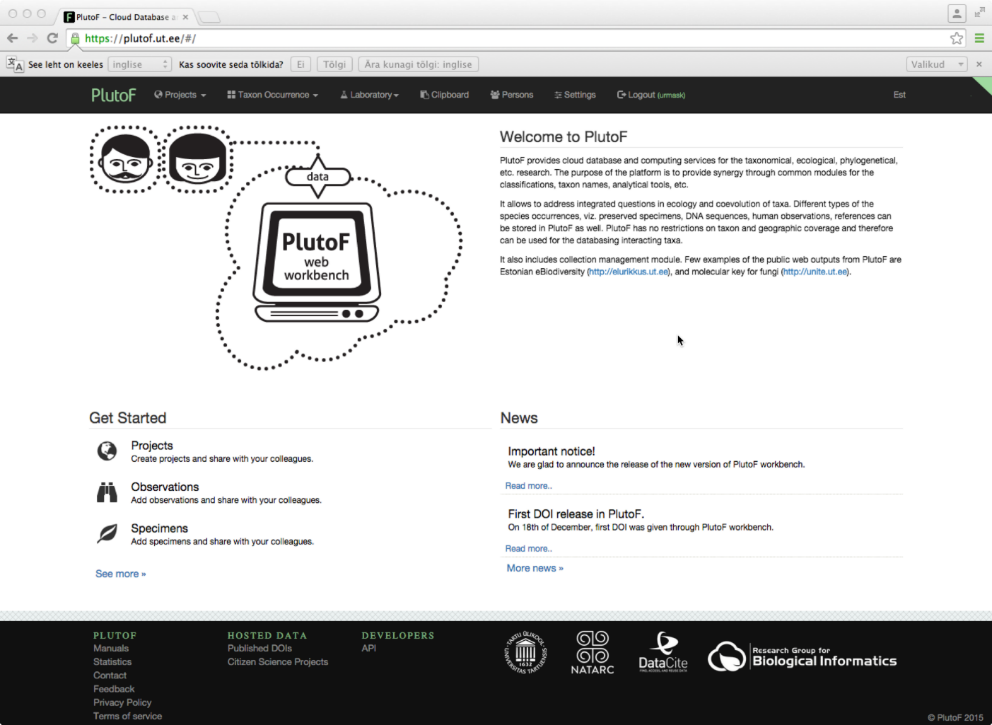 PlutoF – Cloud Database a
https://plutof.ut.ee/#/
See leht on keeles inglise Kas soovite seda tõlkida? Ei Tõlgi Ära kunagi tõlgi: inglise Valikud
PlutoF Projects Taxon Occurrence Laboratory Clipboard Persons Settings Logout (urmask) Est
data
PlutoF
web
workbench
Welcome to PlutoF
PlutoF provides cloud database and computing services for the taxonomical, ecological, phylogenetical,
etc. research. The purpose of the platform is to provide synergy through common modules for the
classifications, taxon names, analytical tools, etc.
It allows to address integrated questions in ecology and coevolution of taxa. Different types of the
species occurrences, viz. preserved specimens, DNA sequences, human observations, references can
be stored in PlutoF as well. PlutoF has no restrictions on taxon and geographic coverage and therefore
can be used for the databasing interacting taxa.
It also includes collection management module. Few examples of the public web outputs from PlutoF are
Estonian eBiodiversity (http://elurikkus.ut.ee), and molecular key for fungi (http://unite.ut.ee).
Get Started
Projects
Create projects and share with your colleagues.
Observations
Add observations and share with your colleagues.
Specimens
Add specimens and share with your colleagues.
See more »
News
Important notice!
We are glad to announce the release of the new version of PlutoF workbench.
Read more..
First DOI release in PlutoF.
On 18th of December, first DOI was given through PlutoF workbench.
Read more..
More news »
PLUTOF
Manuals
Statistics
Contact
Feedback
Privacy Policy
Terms of service
HOSTED DATA
Published DOIs
Citizen Science Projects
DEVELOPERS
API
TARTU ÜLIKOOL
1632
UNIVERSITAS TARTUENSIS
NATARC
DataCite
Research Group for
Biological Informatics
© PlutoF 2015